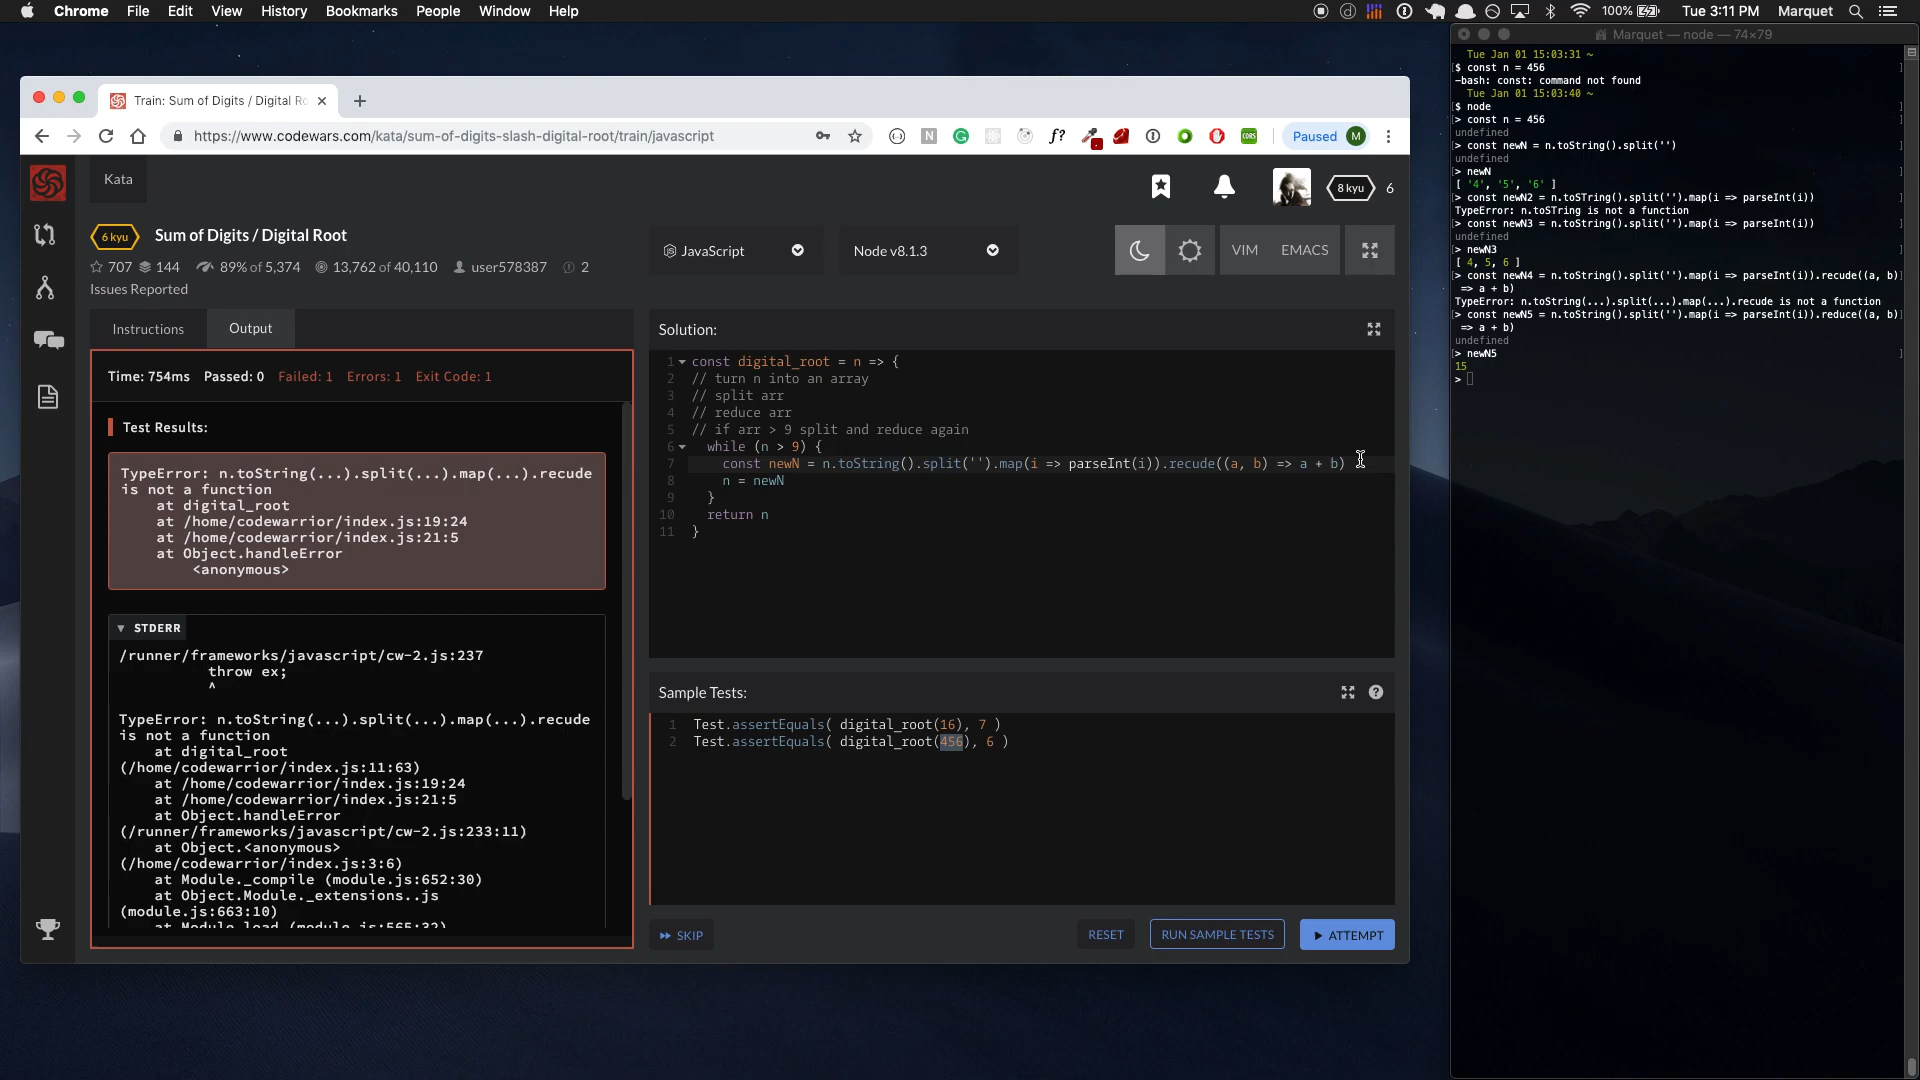 Chrome File Edit View History Bookmarks People Window Help
100% Tue 3:11 PM Marquet
Train: Sum of Digits / Digital Ro
https://www.codewars.com/kata/sum-of-digits-slash-digital-root/train/javascript
Paused M
Kata
8 kyu 6
6 kyu Sum of Digits / Digital Root
707 144 89% of 5,374 13,762 of 40,110 user578387 2
Issues Reported
JavaScript Node v8.1.3 VIM EMACS
Instructions Output
Time: 754ms Passed: 0 Failed: 1 Errors: 1 Exit Code: 1
Test Results:
TypeError: n.toString(...).split(...).map(...).recude
is not a function
at digital_root
at /home/codewarrior/index.js:19:24
at /home/codewarrior/index.js:21:5
at Object.handleError
<anonymous>
STDERR
/runner/frameworks/javascript/cw-2.js:237
throw ex;
^
TypeError: n.toString(...).split(...).map(...).recude
is not a function
at digital_root
(/home/codewarrior/index.js:11:63)
at /home/codewarrior/index.js:19:24
at /home/codewarrior/index.js:21:5
at Object.handleError
(/runner/frameworks/javascript/cw-2.js:233:11)
at Object.<anonymous>
(/home/codewarrior/index.js:3:6)
at Module._compile (module.js:652:30)
at Object.Module._extensions..js
(module.js:663:10)
at Module.load (module.js:565:32)
Solution:
1 const digital_root = n => {
2 // turn n into an array
3 // split arr
4 // reduce arr
5 // if arr > 9 split and reduce again
6 while (n > 9) {
7 const newN = n.toString().split('').map(i => parseInt(i)).recude((a, b) => a + b)
8 n = newN
9 }
10 return n
11 }
Sample Tests:
1 Test.assertEquals( digital_root(16), 7 )
2 Test.assertEquals( digital_root(456), 6 )
SKIP RESET RUN SAMPLE TESTS ATTEMPT
Marquet — node — 74×79
Tue Jan 01 15:03:31 ~
[$ const n = 456 ]
-bash: const: command not found
Tue Jan 01 15:03:40 ~
[$ node ]
[> const n = 456 ]
undefined
[> const newN = n.toString().split('') ]
undefined
[> newN ]
[ '4', '5', '6' ]
[> const newN2 = n.toSTring().split('').map(i => parseInt(i)) ]
TypeError: n.toSTring is not a function
[> const newN3 = n.toString().split('').map(i => parseInt(i)) ]
undefined
[> newN3 ]
[ 4, 5, 6 ]
[> const newN4 = n.toString().split('').map(i => parseInt(i)).recude((a, b)]
=> a + b)
TypeError: n.toString(...).split(...).map(...).recude is not a function
[> const newN5 = n.toString().split('').map(i => parseInt(i)).reduce((a, b)]
=> a + b)
undefined
[> newN5 ]
15
>